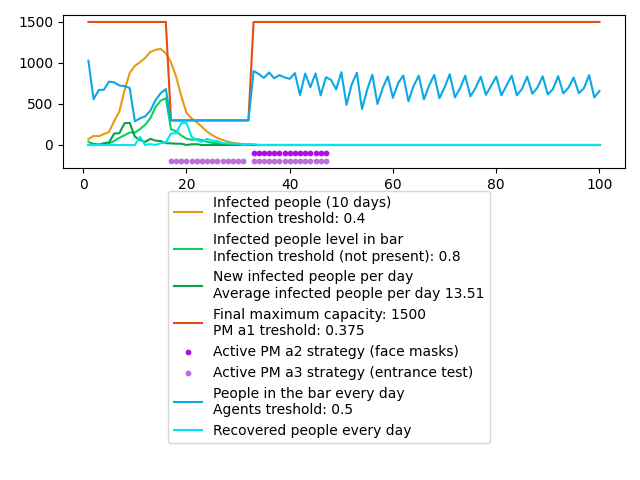 1500
1000
500
0
0 20 40 60 80 100
Infected people (10 days)
Infection treshold: 0.4
Infected people level in bar
Infection treshold (not present): 0.8
New infected people per day
Average infected people per day 13.51
Final maximum capacity: 1500
PM a1 treshold: 0.375
Active PM a2 strategy (face masks)
Active PM a3 strategy (entrance test)
People in the bar every day
Agents treshold: 0.5
Recovered people every day